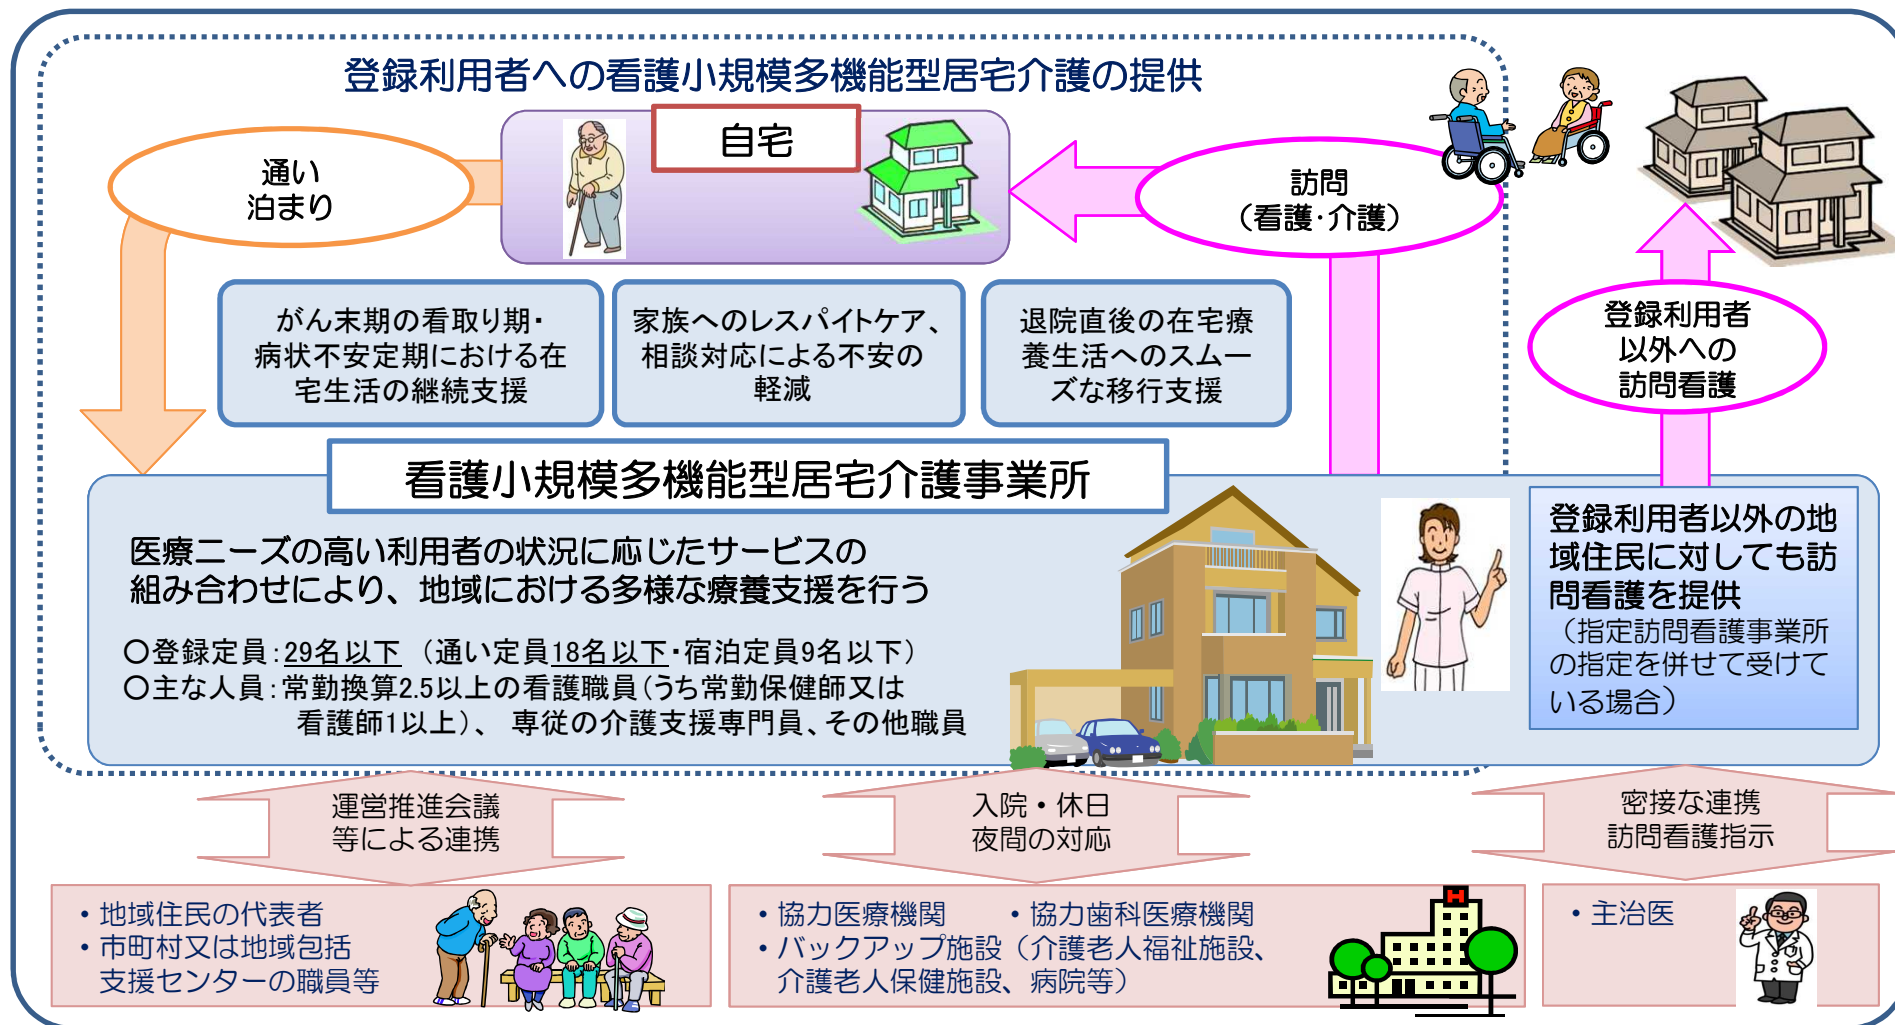 登録利用者への看護小規模多機能型居宅介護の提供
自宅
通い
泊まり
訪問
（看護・介護）
がん末期の看取り期・
病状不安定期における在
宅生活の継続支援
家族へのレスパイトケア、
相談対応による不安の
軽減
退院直後の在宅療
養生活へのスムー
ズな移行支援
登録利用者
以外への
訪問看護
看護小規模多機能型居宅介護事業所
医療ニーズの高い利用者の状況に応じたサービスの
組み合わせにより、地域における多様な療養支援を行う
○登録定員：29名以下 （通い定員18名以下・宿泊定員9名以下）
○主な人員：常勤換算2.5以上の看護職員（うち常勤保健師又は
看護師1以上）、 専従の介護支援専門員、その他職員
登録利用者以外の地
域住民に対しても訪
問看護を提供
（指定訪問看護事業所
の指定を併せて受けて
いる場合）
運営推進会議
等による連携
入院・休日
夜間の対応
密接な連携
訪問看護指示
・地域住民の代表者
・市町村又は地域包括
支援センターの職員等
・協力医療機関 ・協力歯科医療機関
・バックアップ施設（介護老人福祉施設、
介護老人保健施設、病院等）
H
・主治医